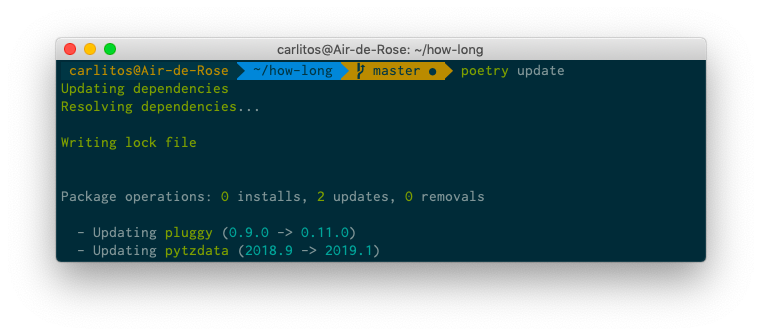 carlitos@Air-de-Rose: ~/how-long
carlitos@Air-de-Rose ~/how-long master ● poetry update
Updating dependencies
Resolving dependencies...
Writing lock file
Package operations: 0 installs, 2 updates, 0 removals
- Updating pluggy (0.9.0 -> 0.11.0)
- Updating pytzdata (2018.9 -> 2019.1)